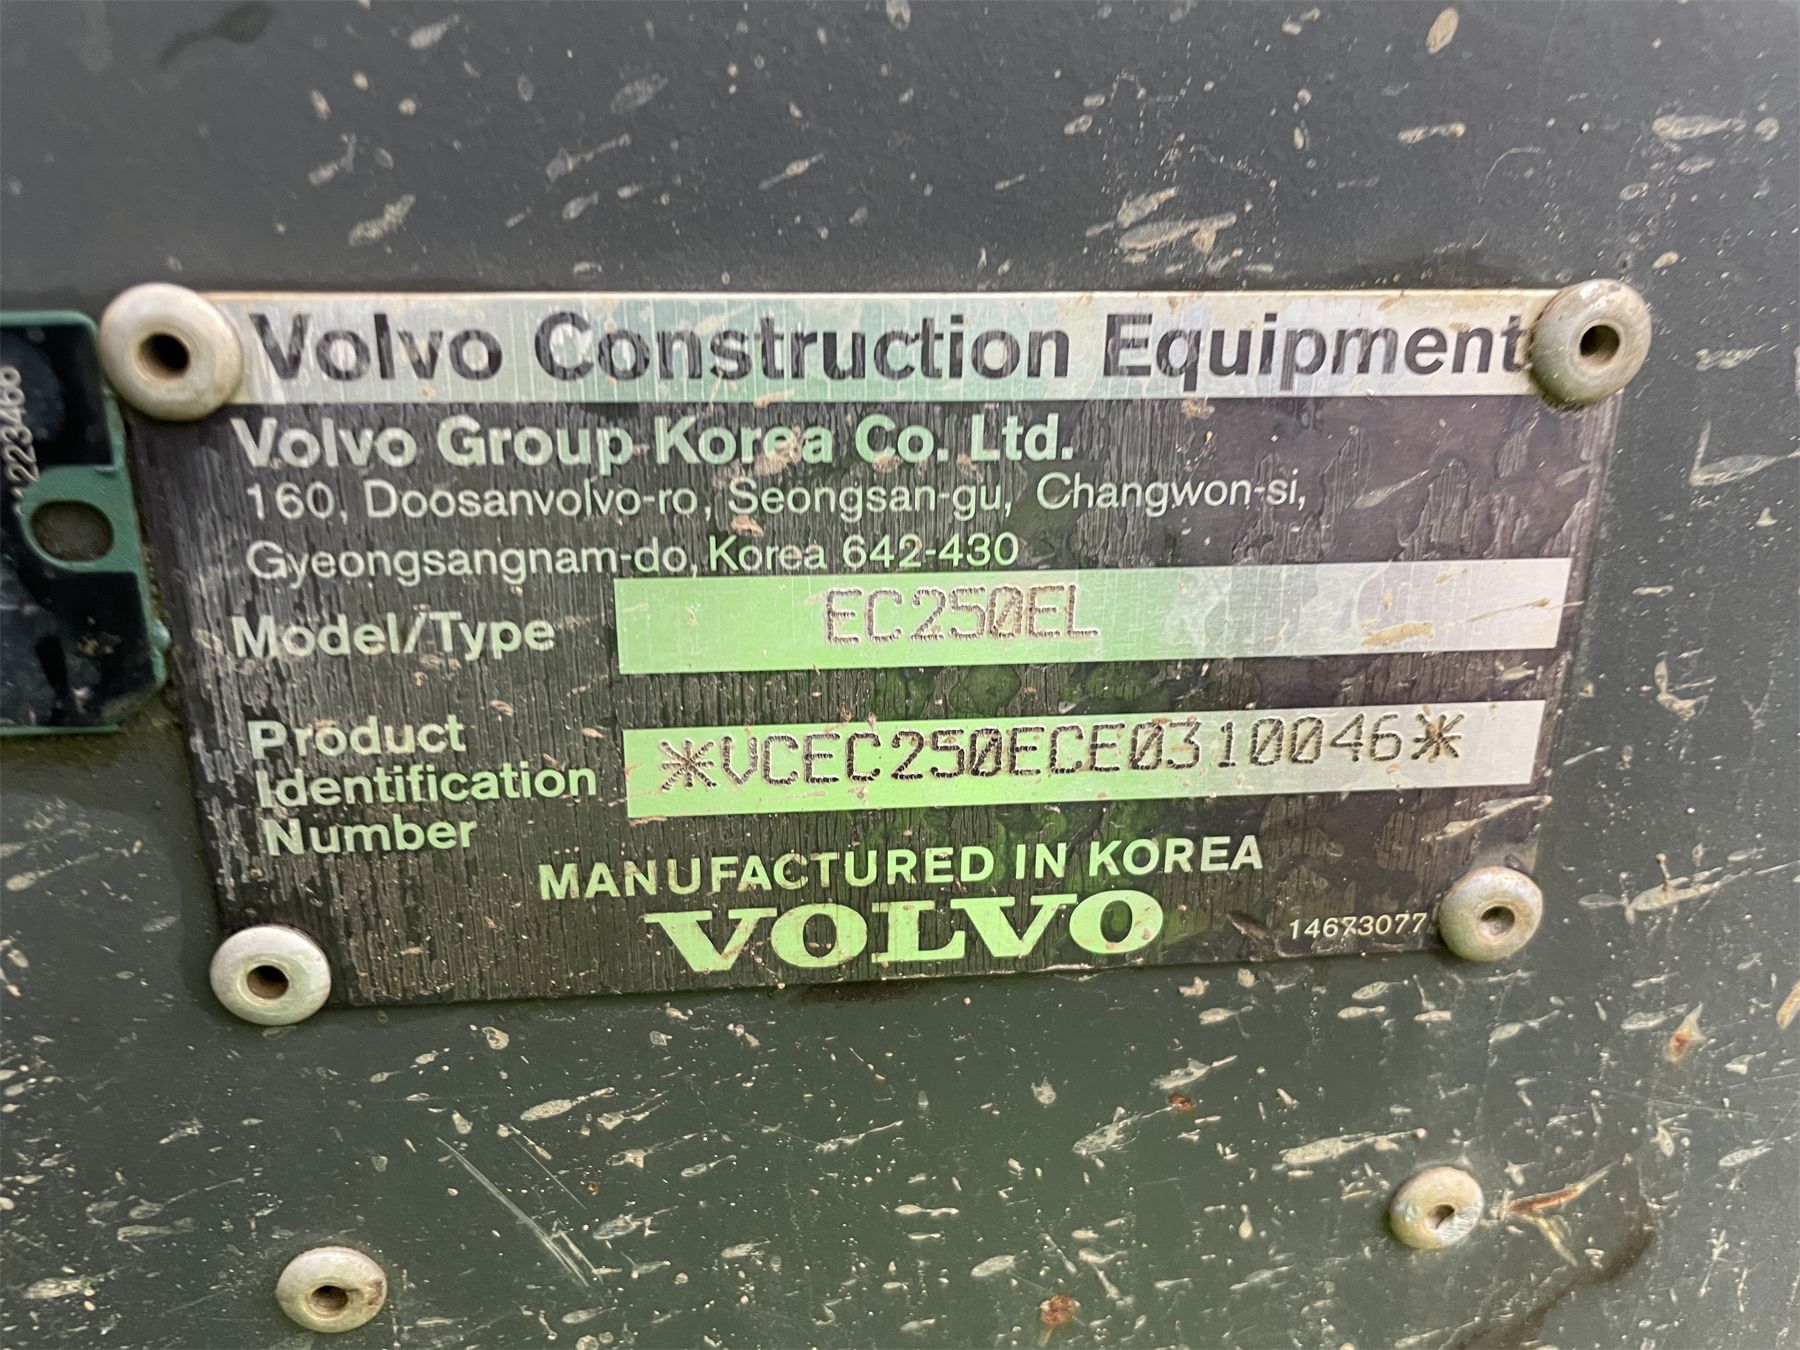 Volvo Construction Equipment
Volvo Group Korea Co. Ltd.
160, Doosanvolvo-ro, Seongsan-gu, Changwon-si,
Gyeongsangnam-do, Korea 642-430
Model/Type EC250EL
Product
Identification
Number
*VCEC250ECE0310046*
MANUFACTURED IN KOREA
VOLVO
14673077